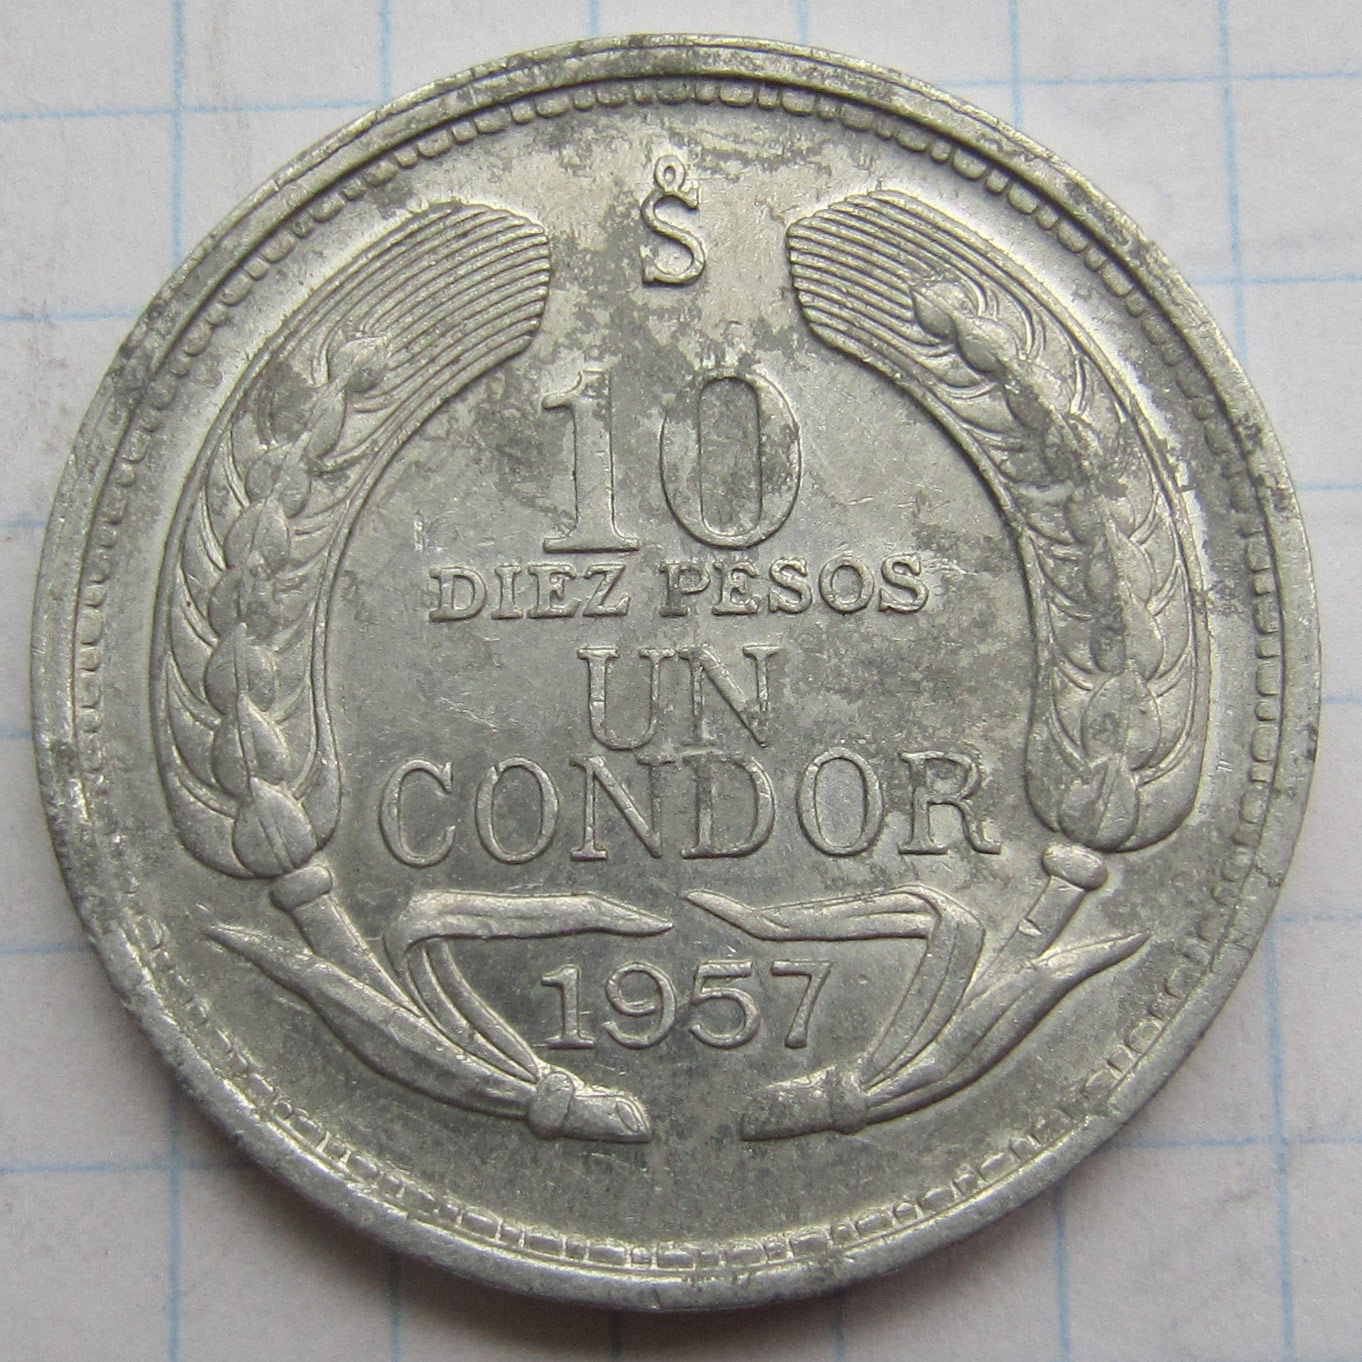 S°
10
DIEZ PESOS
UN
CONDOR
1957